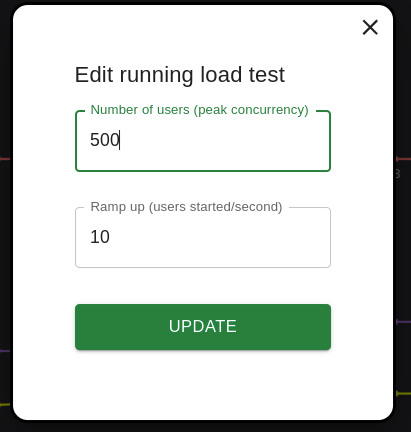 Edit running load test
Number of users (peak concurrency)
500
Ramp up (users started/second)
10
UPDATE